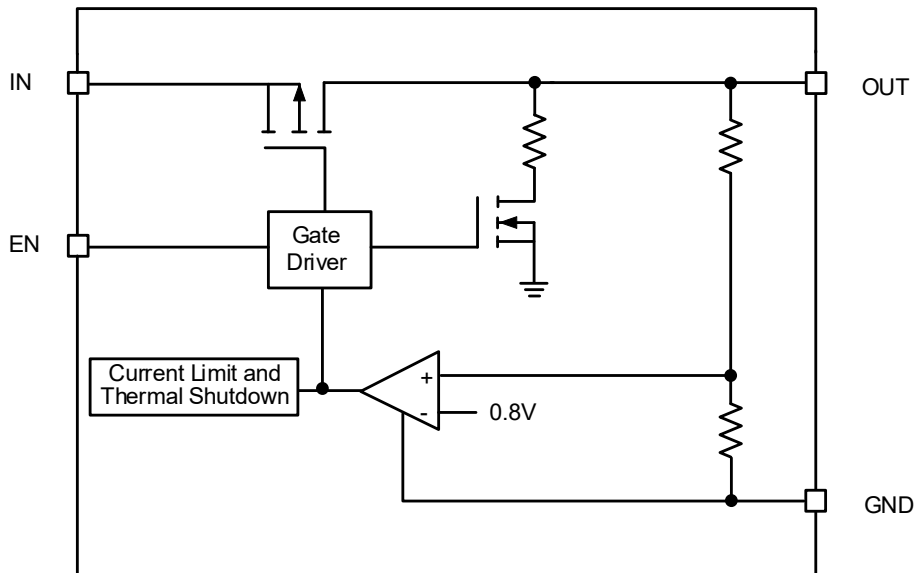 IN
OUT
EN
Gate
Driver
Current Limit and
Thermal Shutdown
+
-
0.8V
GND